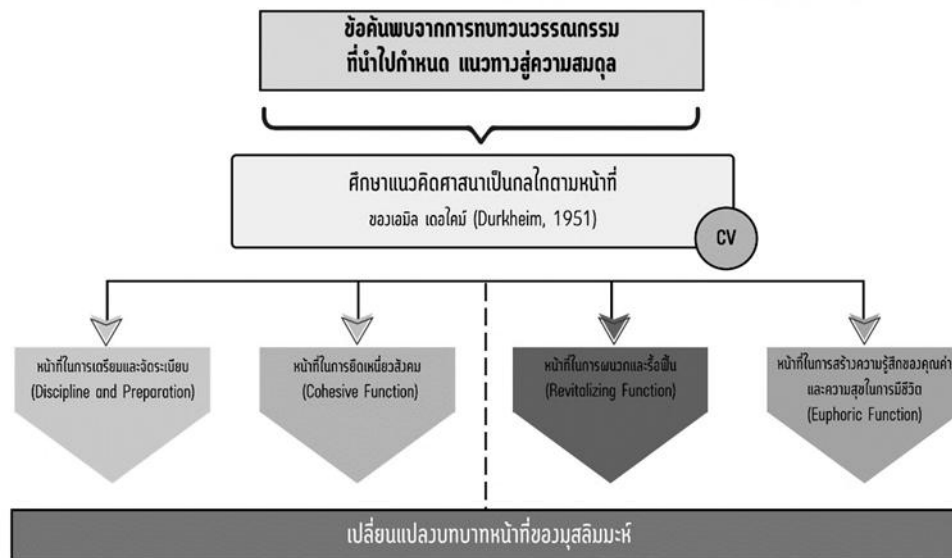 ข้อค้นพบจากการทบทวนวรรณกรรม
ที่นำไปกำหนด แนวทางสู่ความสมดุล
ศึกษาแนวคิดศาสนาเป็นกลไกตามหน้าที่
ของเอมิล เดอไคม์ (Durkheim, 1951)
CV
หน้าที่ในการเตรียมและจัดระเบียบ
(Discipline and Preparation)
หน้าที่ในการยึดเหนี่ยวสังคม
(Cohesive Function)
หน้าที่ในการผนวกและรื้อฟื้น
(Revitalizing Function)
หน้าที่ในการสร้างความรู้สึกของคุณค่า
และความสุขในการมีชีวิต
(Euphoric Function)
เปลี่ยนแปลงบทบาทหน้าที่ของมุสลิมมะห์